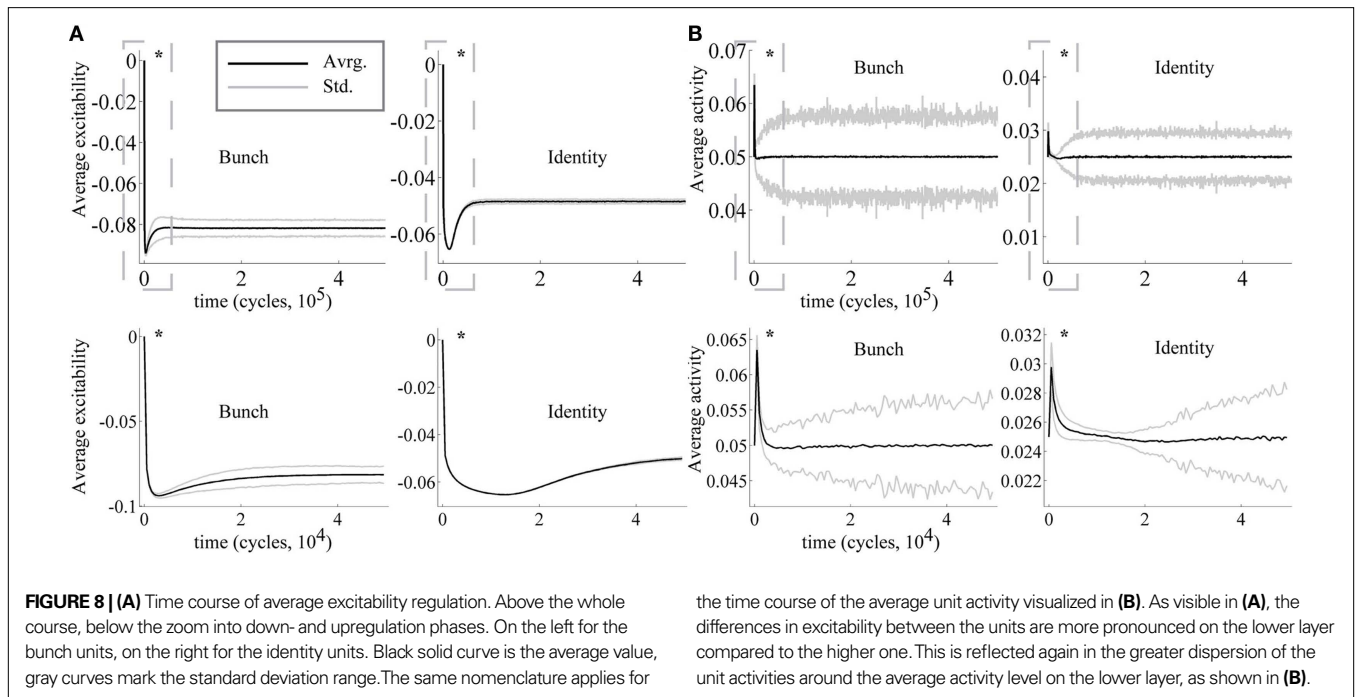 A
*
Avrg.
Std.
0
-0.02
-0.04
-0.06
-0.08
Average excitability
Bunch
0
2
4
time (cycles, 10^5)
*
0
-0.02
-0.04
-0.06
Identity
0
2
4
B
*
0.07
0.06
0.05
0.04
Average activity
Bunch
0
2
4
time (cycles, 10^5)
*
0.04
0.03
0.02
0.01
Identity
0
2
4
*
0
-0.05
-0.1
Average excitability
Bunch
0
2
4
time (cycles, 10^4)
*
0
-0.02
-0.04
-0.06
Identity
0
2
4
*
0.065
0.06
0.055
0.05
0.045
Average activity
Bunch
0
2
4
time (cycles, 10^4)
*
0.032
0.03
0.028
0.026
0.024
0.022
Identity
0
2
4
FIGURE 8 | (A) Time course of average excitability regulation. Above the whole
course, below the zoom into down- and upregulation phases. On the left for the
bunch units, on the right for the identity units. Black solid curve is the average value,
gray curves mark the standard deviation range. The same nomenclature applies for
the time course of the average unit activity visualized in (B). As visible in (A), the
differences in excitability between the units are more pronounced on the lower layer
compared to the higher one. This is reflected again in the greater dispersion of the
unit activities around the average activity level on the lower layer, as shown in (B).